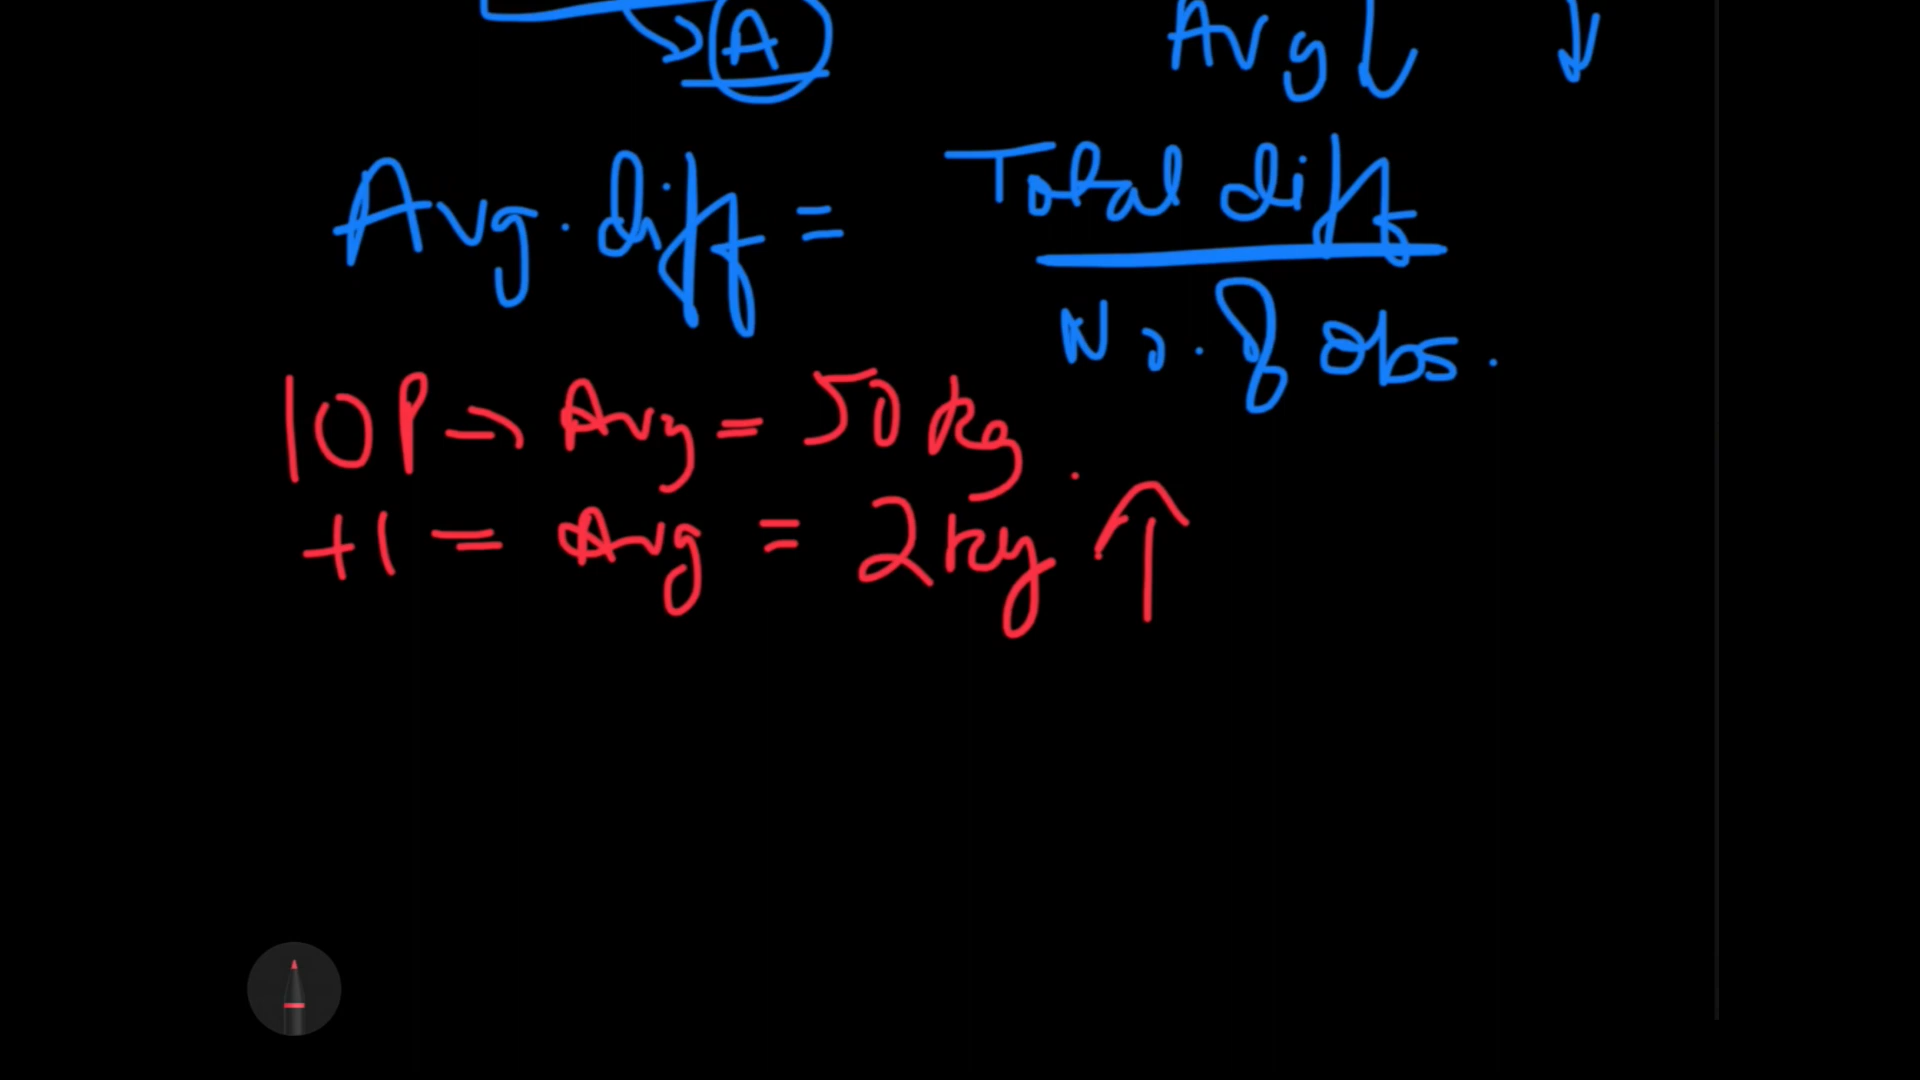 A Avg ↓ ↓
Avg. diff = Total diff / No. of obs.
10P → Avg = 50 kg.
+1 = Avg = 2 kg ↑